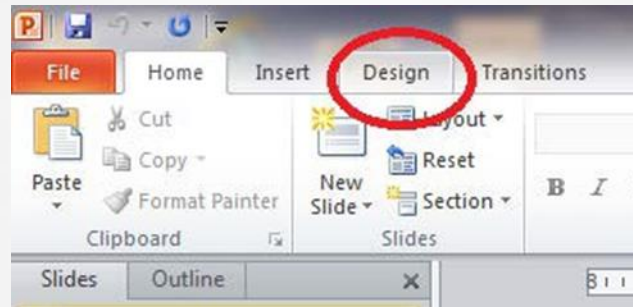 P
File Home Insert Design Transitions
Cut
Layout
Copy
Reset
Paste
New
Slide
Format Painter
Section
B I
Clipboard
Slides
Slides Outline
8